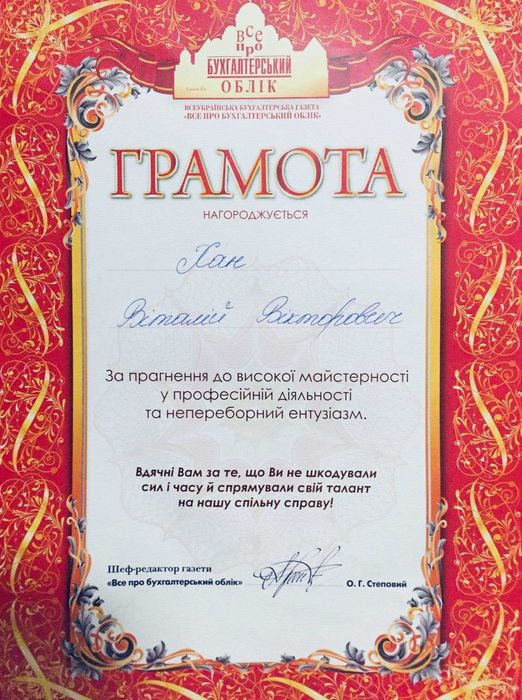 Все
про
БУХГАЛТЕРСЬКИЙ
ОБЛІК
ВСЕУКРАЇНСЬКА БУХГАЛТЕРСЬКА ГАЗЕТА
«ВСЕ ПРО БУХГАЛТЕРСЬКИЙ ОБЛІК»
ГРАМОТА
НАГОРОДЖУЄТЬСЯ
Хан
Віталій Вікторович
За прагнення до високої майстерності
у професійній діяльності
та непереборний ентузіазм.
Вдячні Вам за те, що Ви не шкодували
сил і часу й спрямували свій талант
на нашу спільну справу!
Шеф-редактор газети
«Все про бухгалтерський облік» О. Г. Степовий